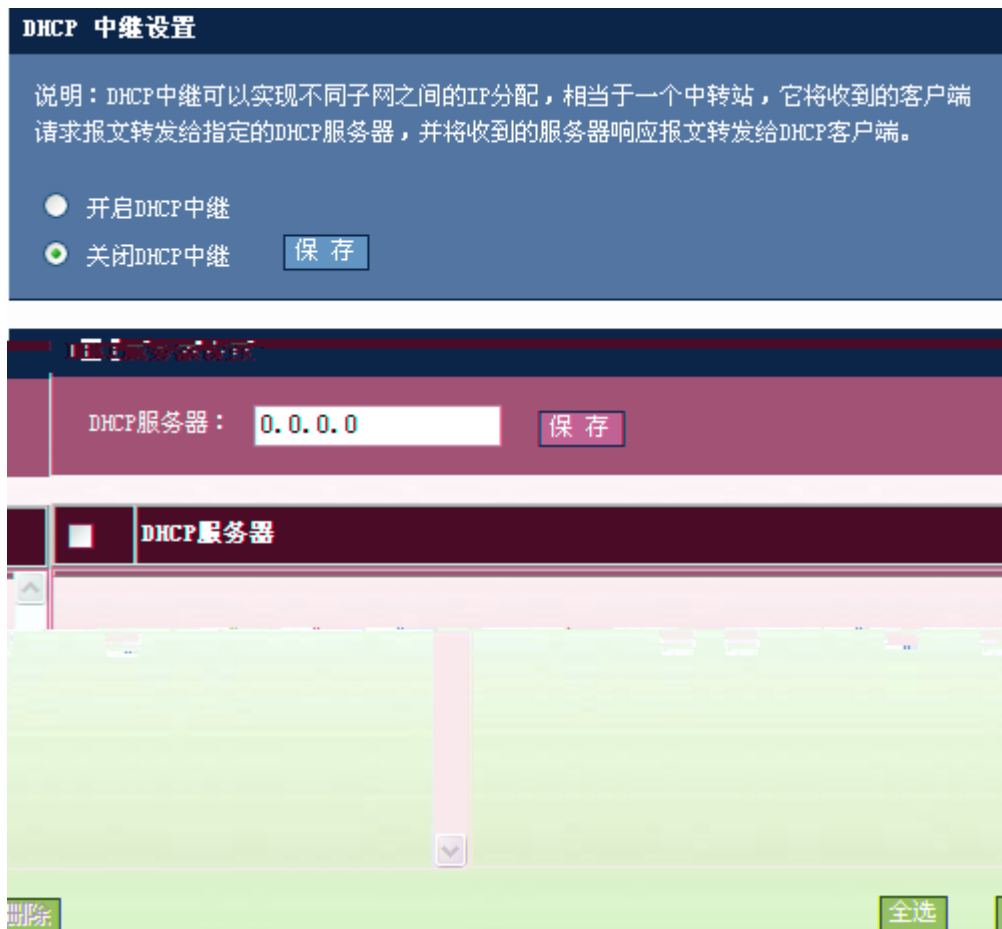 DHCP 中继设置
说明：DHCP中继可以实现不同子网之间的IP分配，相当于一个中转站，它将收到的客户端
请求报文转发给指定的DHCP服务器，并将收到的服务器响应报文转发给DHCP客户端。
开启DHCP中继
关闭DHCP中继 保 存
DHCP服务器： 0.0.0.0 保 存
DHCP服务器
删除 全选